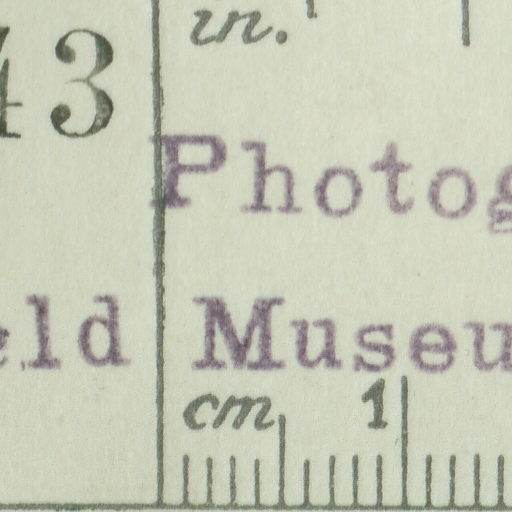 in.
43
Photog
eld Museu
cm 1